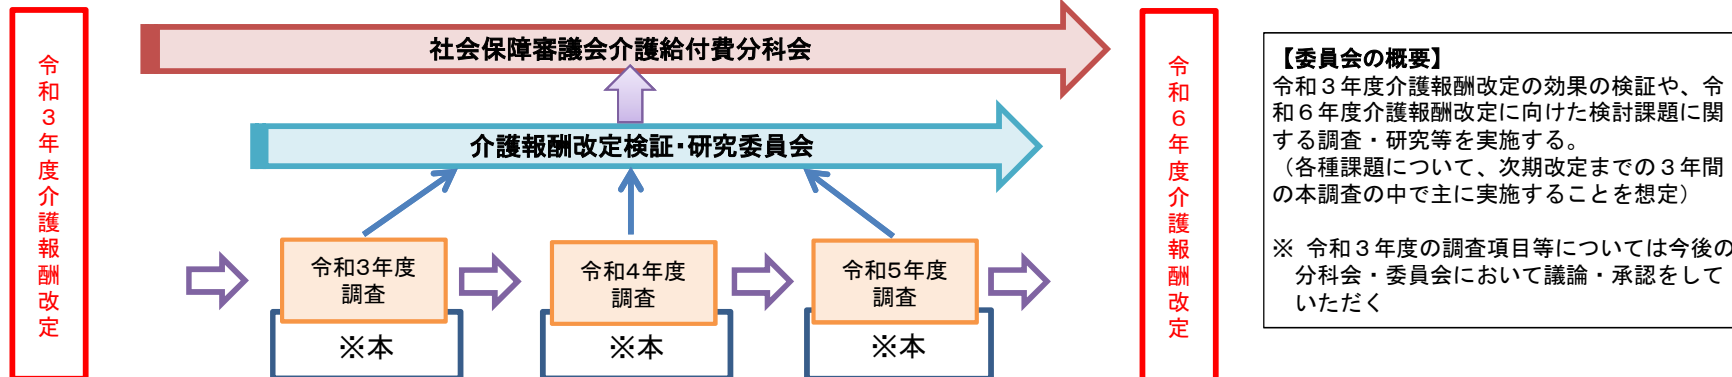 令和３年度介護報酬改定
社会保障審議会介護給付費分科会
介護報酬改定検証・研究委員会
令和3年度
調査
※本
令和4年度
調査
※本
令和5年度
調査
※本
令和６年度介護報酬改定
【委員会の概要】
令和３年度介護報酬改定の効果の検証や、令
和６年度介護報酬改定に向けた検討課題に関
する調査・研究等を実施する。
（各種課題について、次期改定までの３年間
の本調査の中で主に実施することを想定）
※ 令和３年度の調査項目等については今後の
分科会・委員会において議論・承認をして
いただく